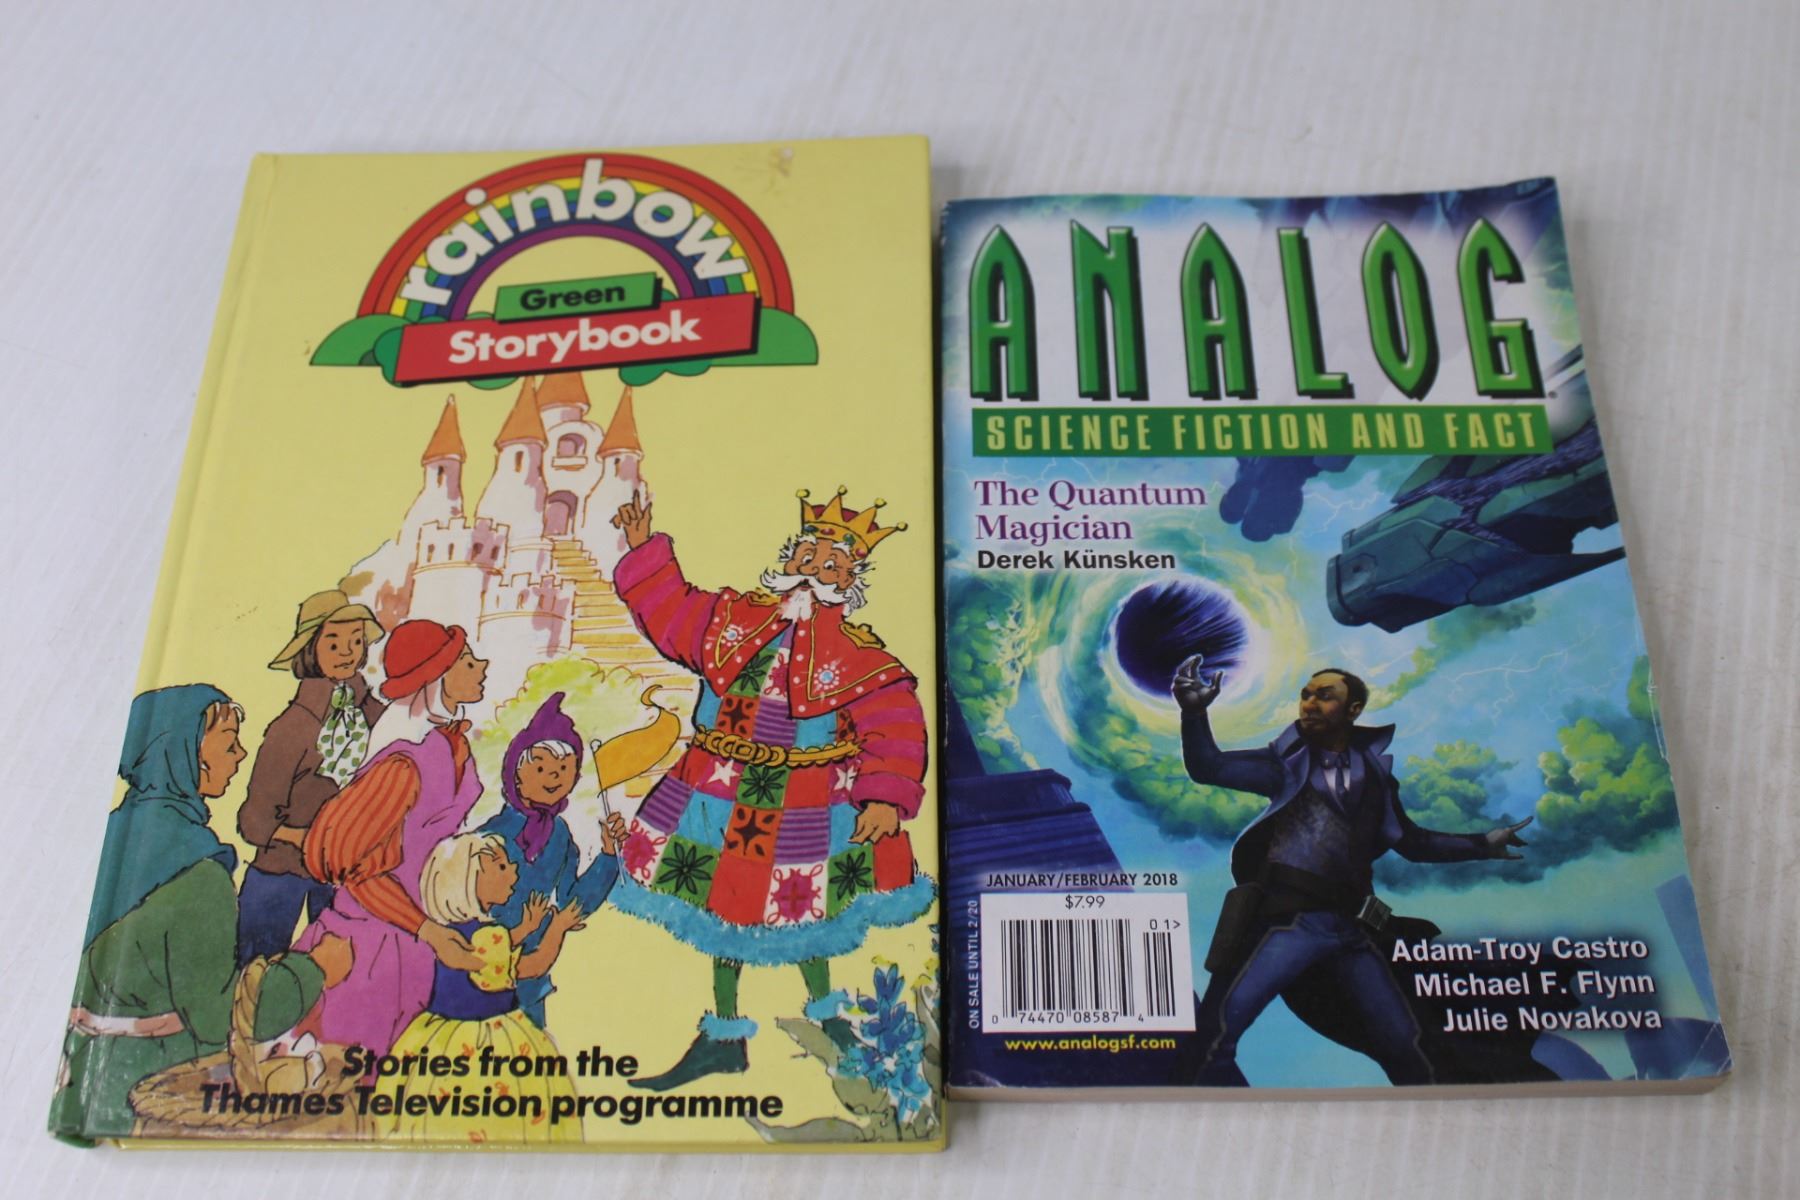 rainbow
Green
Storybook
Stories from the
Thames Television programme
ANALOG
SCIENCE FICTION AND FACT
The Quantum
Magician
Derek Künsken
JANUARY/FEBRUARY 2018
$7.99
01>
ON SALE UNTIL 2/20
0 74470 08587 4
www.analogsf.com
Adam-Troy Castro
Michael F. Flynn
Julie Novakova